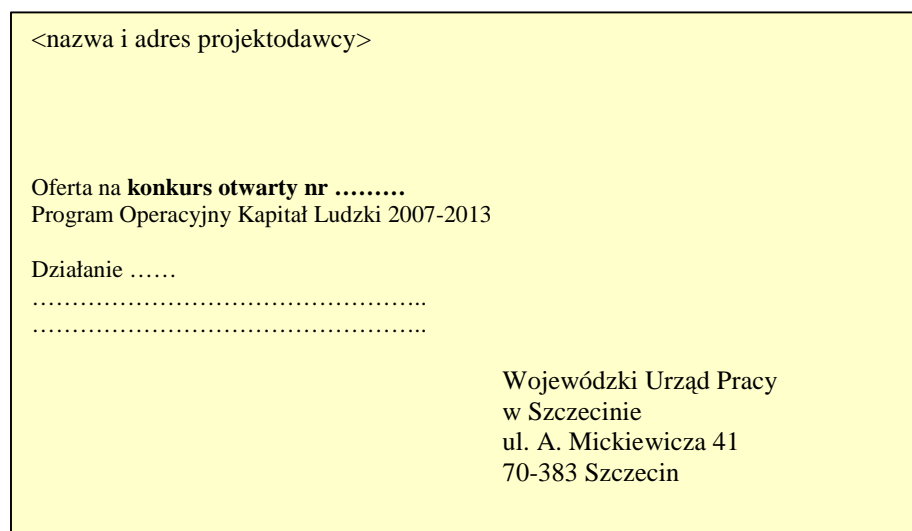 <nazwa i adres projektodawcy>
Oferta na konkurs otwarty nr ………
Program Operacyjny Kapitał Ludzki 2007-2013
Działanie ……
…………………………………………..
…………………………………………..
Wojewódzki Urząd Pracy
w Szczecinie
ul. A. Mickiewicza 41
70-383 Szczecin